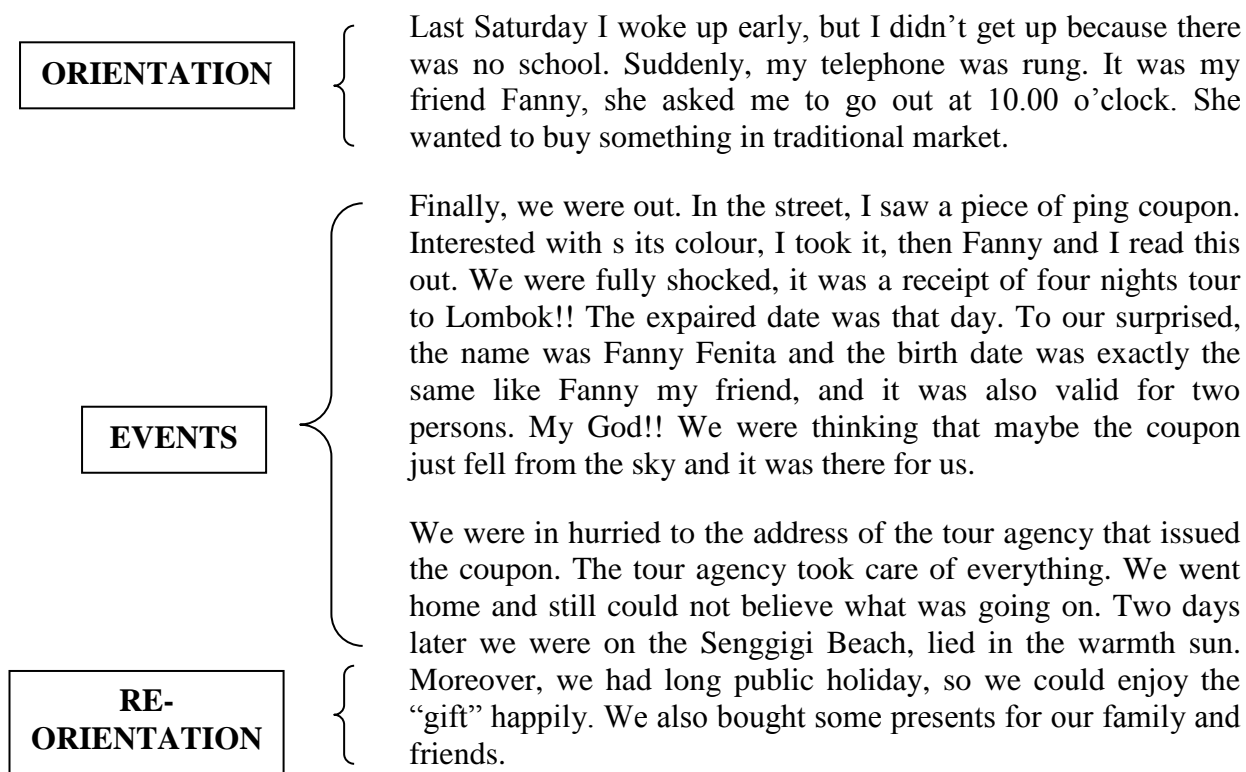 ORIENTATION
Last Saturday I woke up early, but I didn’t get up because there
was no school. Suddenly, my telephone was rung. It was my
friend Fanny, she asked me to go out at 10.00 o’clock. She
wanted to buy something in traditional market.
EVENTS
Finally, we were out. In the street, I saw a piece of ping coupon.
Interested with s its colour, I took it, then Fanny and I read this
out. We were fully shocked, it was a receipt of four nights tour
to Lombok!! The expaired date was that day. To our surprised,
the name was Fanny Fenita and the birth date was exactly the
same like Fanny my friend, and it was also valid for two
persons. My God!! We were thinking that maybe the coupon
just fell from the sky and it was there for us.
We were in hurried to the address of the tour agency that issued
the coupon. The tour agency took care of everything. We went
home and still could not believe what was going on. Two days
later we were on the Senggigi Beach, lied in the warmth sun.
RE-
ORIENTATION
Moreover, we had long public holiday, so we could enjoy the
“gift” happily. We also bought some presents for our family and
friends.